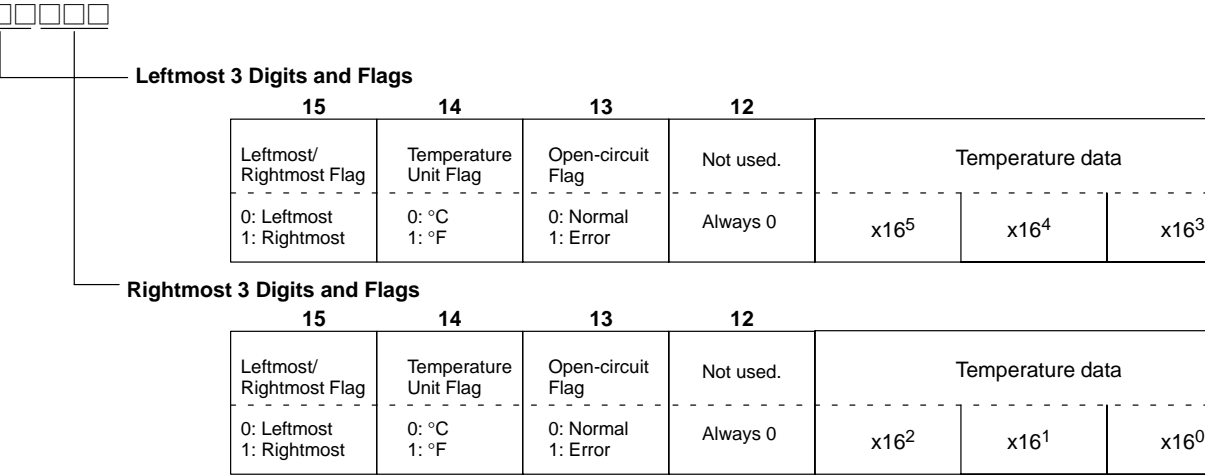 □□□□□
Leftmost 3 Digits and Flags
15 14 13 12
Leftmost/ Rightmost Flag Temperature Unit Flag Open-circuit Flag Not used. Temperature data
0: Leftmost 1: Rightmost 0: °C 1: °F 0: Normal 1: Error Always 0 x16⁵ x16⁴ x16³
Rightmost 3 Digits and Flags
15 14 13 12
Leftmost/ Rightmost Flag Temperature Unit Flag Open-circuit Flag Not used. Temperature data
0: Leftmost 1: Rightmost 0: °C 1: °F 0: Normal 1: Error Always 0 x16² x16¹ x16⁰